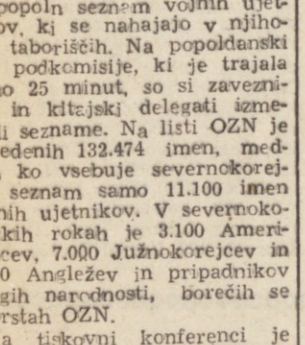 popoln seznam vojnih ujet-
ov, ki se nahajajo v njiho-
taboriščih. Na popoldanski
podkomisije, ki je trajala
o 25 minut, so si zavezni-
in kitajski delegati izme-
li sezname. Na listi OZN je
edenih 132.474 imen, med-
ko vsebuje severnokorej-
seznam samo 11.100 imen
nih ujetnikov. V severnoko-
kih rokah je 3.100 Ameri-
cev, 7.000 Južnokorejcev in
0 Angležev in pripadnikov
gih narodnosti, borečih se
rstah OZN.
a tiskovni konferenci je